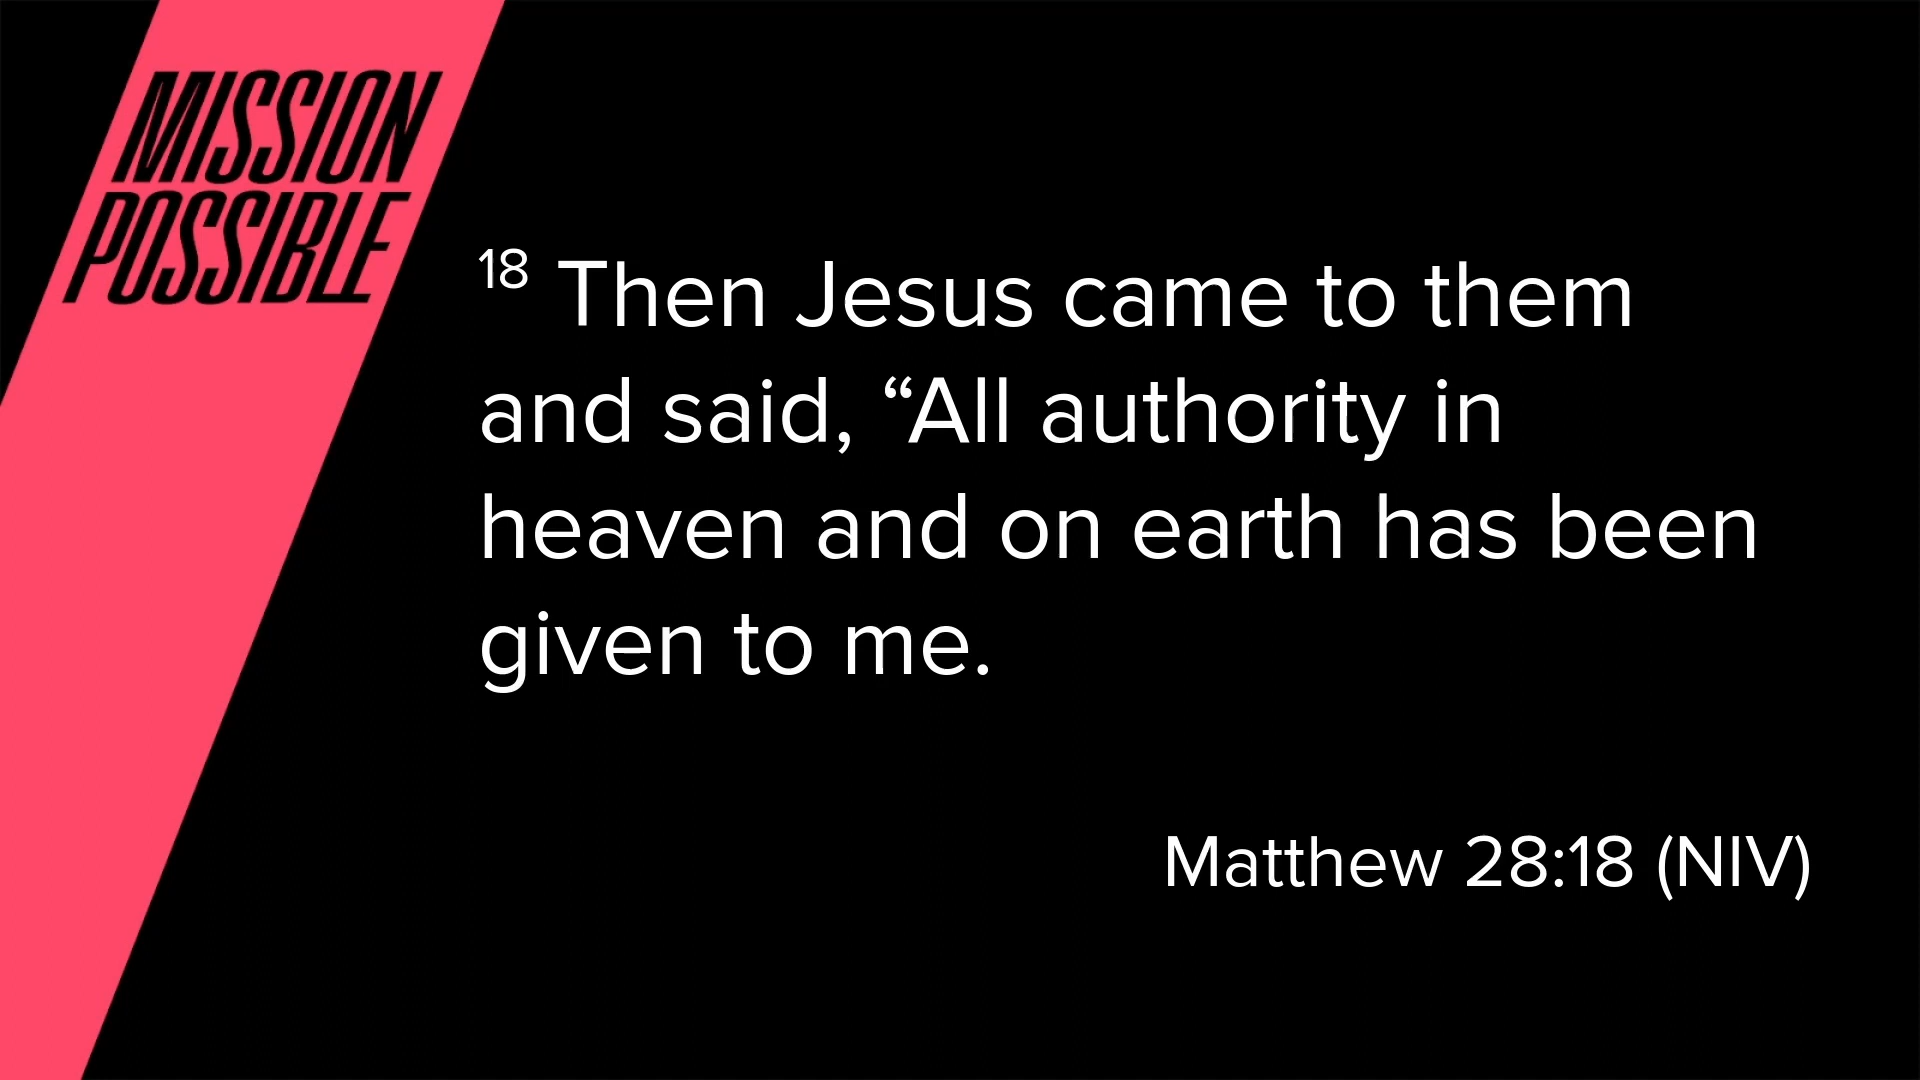 MISSION
POSSIBLE
18 Then Jesus came to them
and said, “All authority in
heaven and on earth has been
given to me.
Matthew 28:18 (NIV)